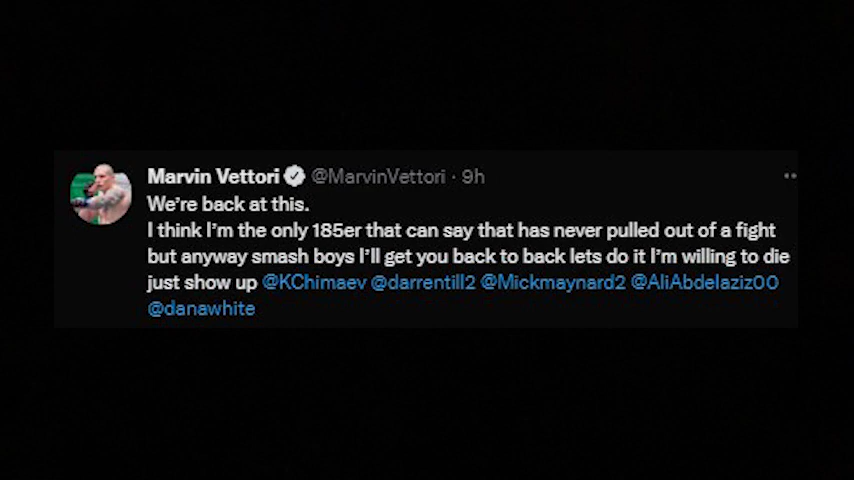 Marvin Vettori @MarvinVettori · 9h
We're back at this.
I think I'm the only 185er that can say that has never pulled out of a fight
but anyway smash boys I'll get you back to back lets do it I'm willing to die
just show up @KChimaev @darrentill2 @Mickmaynard2 @AliAbdelaziz00
@danawhite